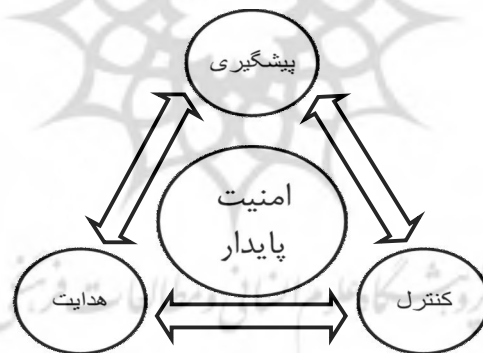 پیشگیری
امنیت
پایدار
هدایت
کنترل